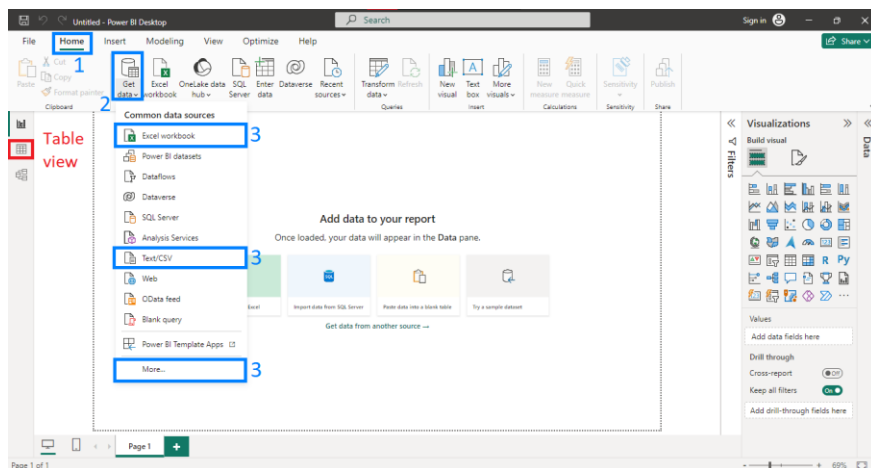 Untitled - Power BI Desktop
Search
Sign in
File Home Insert Modeling View Optimize Help
Share
1
Paste
Cut
Copy
Format painter
Clipboard
Get data
Excel workbook
OneLake data hub
SQL Server
Enter data
Dataverse
Recent sources
Transform data
Refresh
Queries
New visual
Text box
More visuals
Insert
New measure
Quick measure
Calculations
Sensitivity
Sensitivity
Publish
Share
2
Table
view
Common data sources
Excel workbook
3
Power BI datasets
Dataflows
Dataverse
SQL Server
Analysis Services
Text/CSV
3
Web
OData feed
Blank query
Power BI Template Apps
More...
3
Add data to your report
Once loaded, your data will appear in the Data pane.
Excel
Import data from SQL Server
Paste data into a blank table
Try a sample dataset
Get data from another source →
Filters
Visualizations
Build visual
R Py
Values
Add data fields here
Drill through
Cross-report
Off
Keep all filters
On
Add drill-through fields here
Data
Page 1
Page 1 of 1
69%